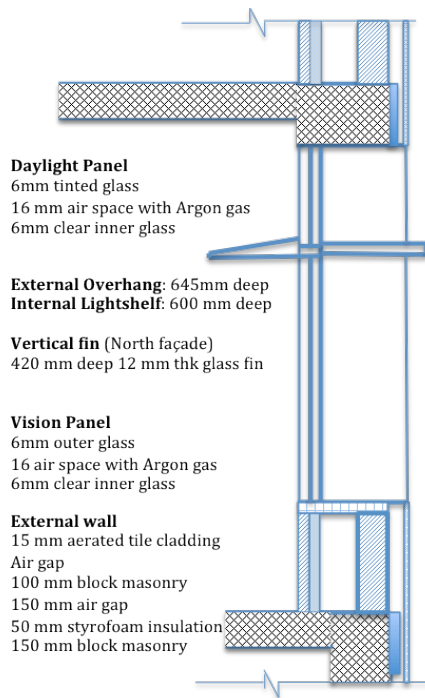 Daylight Panel
6mm tinted glass
16 mm air space with Argon gas
6mm clear inner glass
External Overhang: 645mm deep
Internal Lightshelf: 600 mm deep
Vertical fin (North façade)
420 mm deep 12 mm thk glass fin
Vision Panel
6mm outer glass
16 air space with Argon gas
6mm clear inner glass
External wall
15 mm aerated tile cladding
Air gap
100 mm block masonry
150 mm air gap
50 mm styrofoam insulation
150 mm block masonry